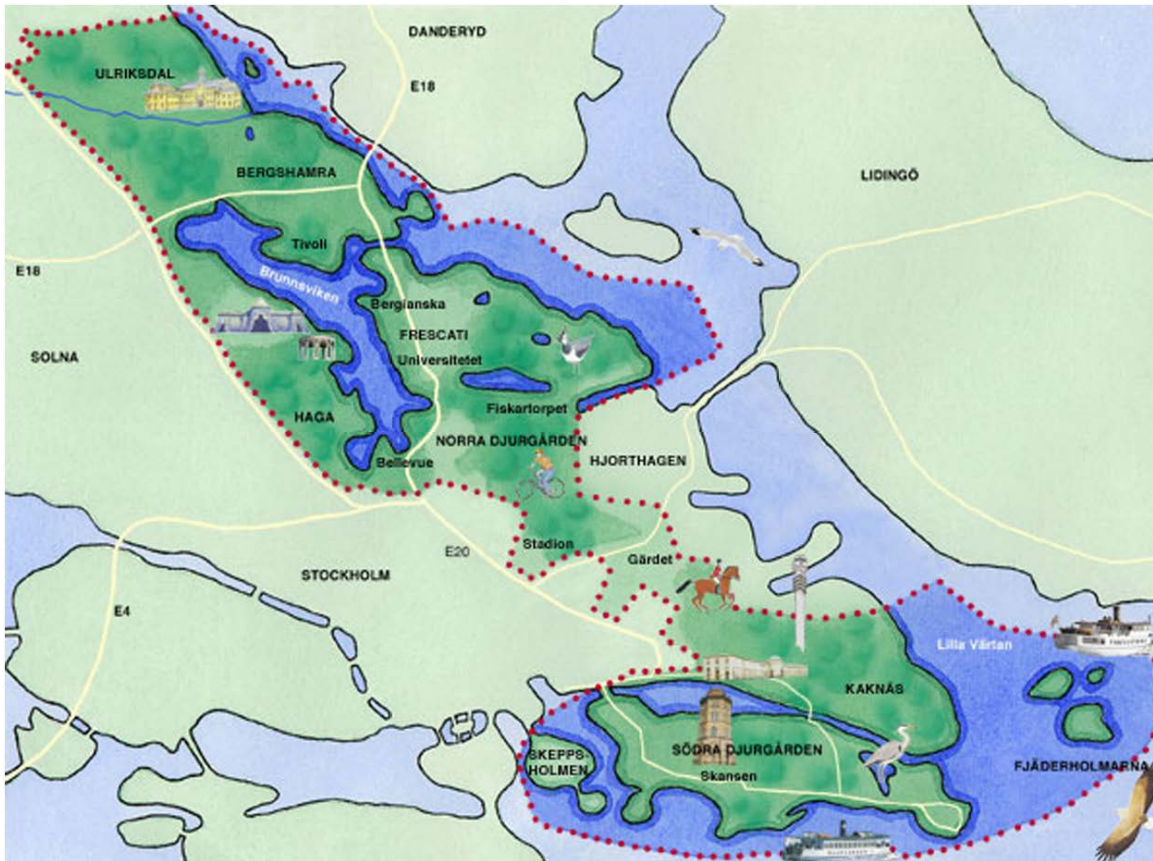 DANDERYD
ULRIKSDAL
E18
BERGSHAMRA
LIDINGÖ
Tivoli
E18
Brunnsviken
Bergianska
FRESCATI
SOLNA
Universitetet
Fiskartorpet
HAGA
NORRA DJURGÅRDEN
Bellevue
HJORTHAGEN
Stadion
E20
Gärdet
STOCKHOLM
E4
Lilla Värtan
KAKNÄS
SÖDRA DJURGÅRDEN
SKEPPS-
HOLMEN
Skansen
FJÄDERHOLMARNA